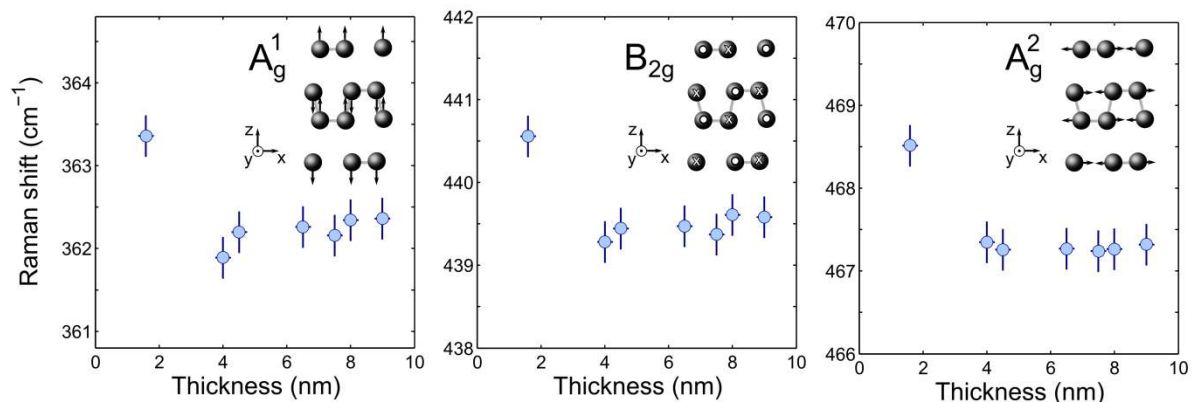 Raman shift (cm⁻¹)
364
363
362
361
0 2 4 6 8 10
Thickness (nm)
A¹g
z
y x
442
441
440
439
438
0 2 4 6 8 10
Thickness (nm)
B₂g
x
x x
x
x x
z
y x
470
469
468
467
466
0 2 4 6 8 10
Thickness (nm)
A²g
z
y x